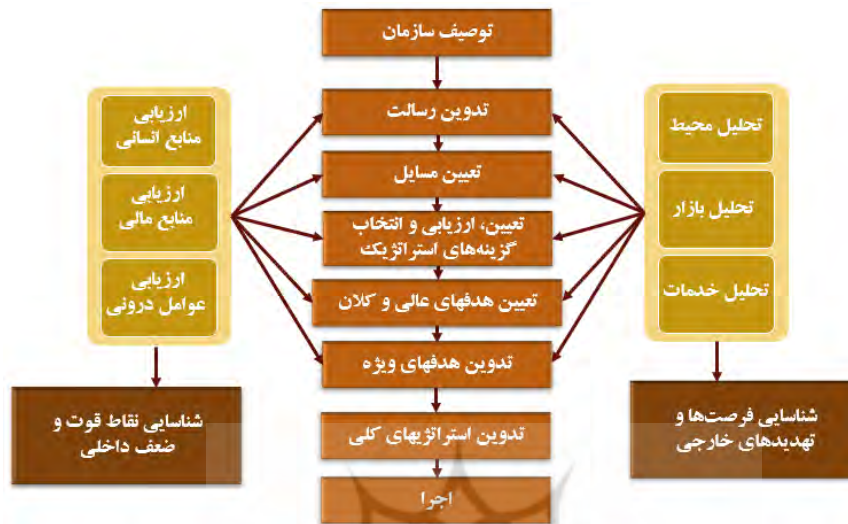 توصیف سازمان
تدوین رسالت
تعیین مسایل
تعیین، ارزیابی و انتخاب
گزینه‌های استراتژیک
تعیین هدفهای عالی و کلان
تدوین هدفهای ویژه
تدوین استراتژیهای کلی
اجرا
تحلیل محیط
تحلیل بازار
تحلیل خدمات
شناسایی فرصت‌ها و
تهدیدهای خارجی
ارزیابی
منابع انسانی
ارزیابی
منابع مالی
ارزیابی
عوامل درونی
شناسایی نقاط قوت و
ضعف داخلی